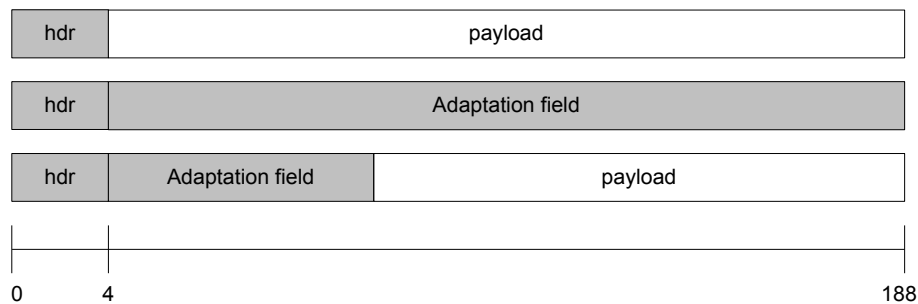 hdr payload
hdr Adaptation field
hdr Adaptation field payload
0 4 188